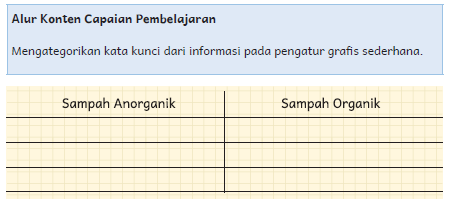 Alur Konten Capaian Pembelajaran
Mengategorikan kata kunci dari informasi pada pengatur grafis sederhana.
Sampah Anorganik
Sampah Organik